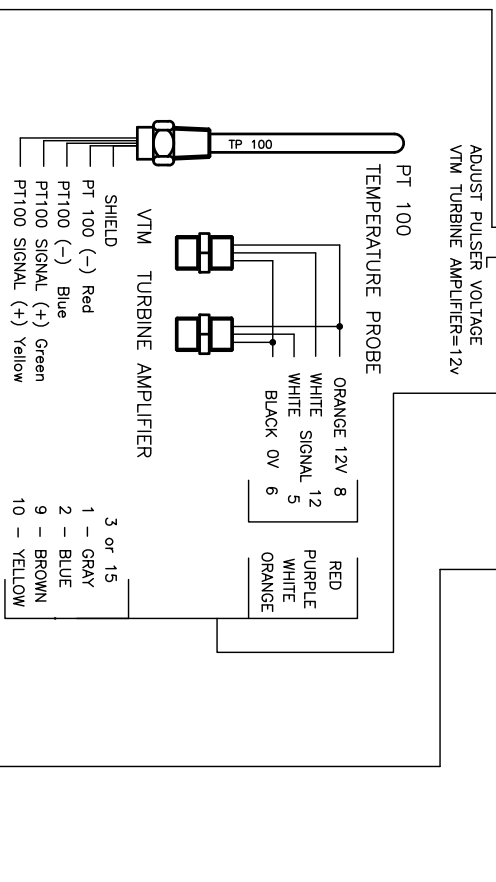 ADJUST PULSER VOLTAGE
VTM TURBINE AMPLIFIER=12v
PT 100
TEMPERATURE PROBE
TP 100
ORANGE 12V 8
WHITE SIGNAL 12
WHITE 5
BLACK 0V 6
RED
PURPLE
WHITE
ORANGE
VTM TURBINE AMPLIFIER
SHIELD
PT 100 (-) Red
PT100 (-) Blue
PT100 SIGNAL (+) Green
PT100 SIGNAL (+) Yellow
3 or 15
1 - GRAY
2 - BLUE
9 - BROWN
10 - YELLOW